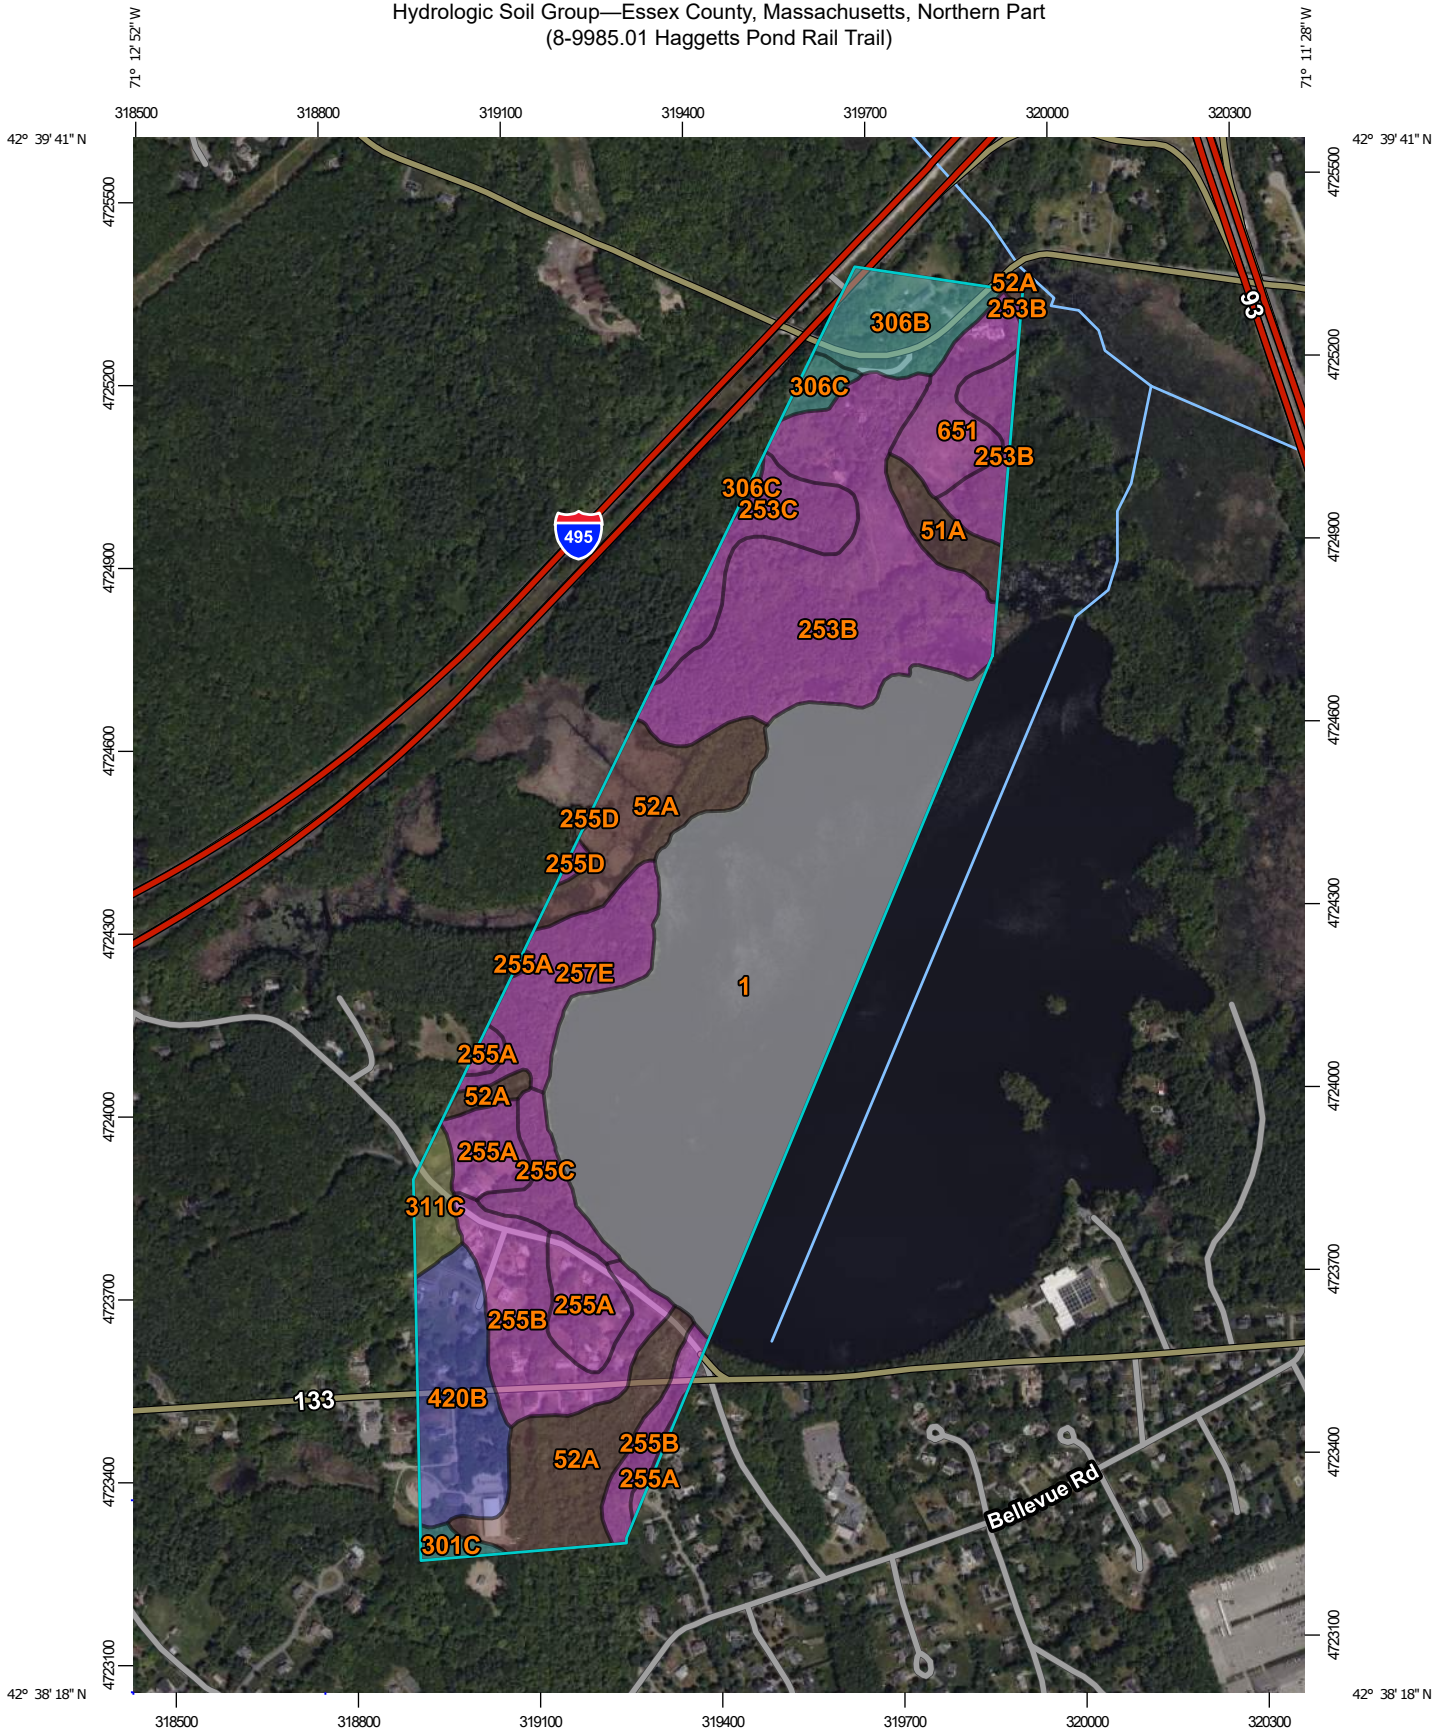 Hydrologic Soil Group—Essex County, Massachusetts, Northern Part
(8-9985.01 Haggetts Pond Rail Trail)
71° 12' 52'' W
71° 11' 28'' W
318500
318800
319100
319400
319700
320000
320300
42° 39' 41'' N
42° 39' 41'' N
4725500
4725500
52A
93
253B
306B
4725200
4725200
306C
651
253B
306C
253C
51A
495
4724900
4724900
253B
4724600
4724600
52A
255D
255D
4724300
4724300
255A
257E
1
255A
52A
4724000
4724000
255A
255C
311C
4723700
4723700
255A
255B
133
420B
255B
52A
255A
4723400
4723400
Bellevue Rd
301C
4723100
4723100
42° 38' 18'' N
42° 38' 18'' N
318500
318800
319100
319400
319700
320000
320300